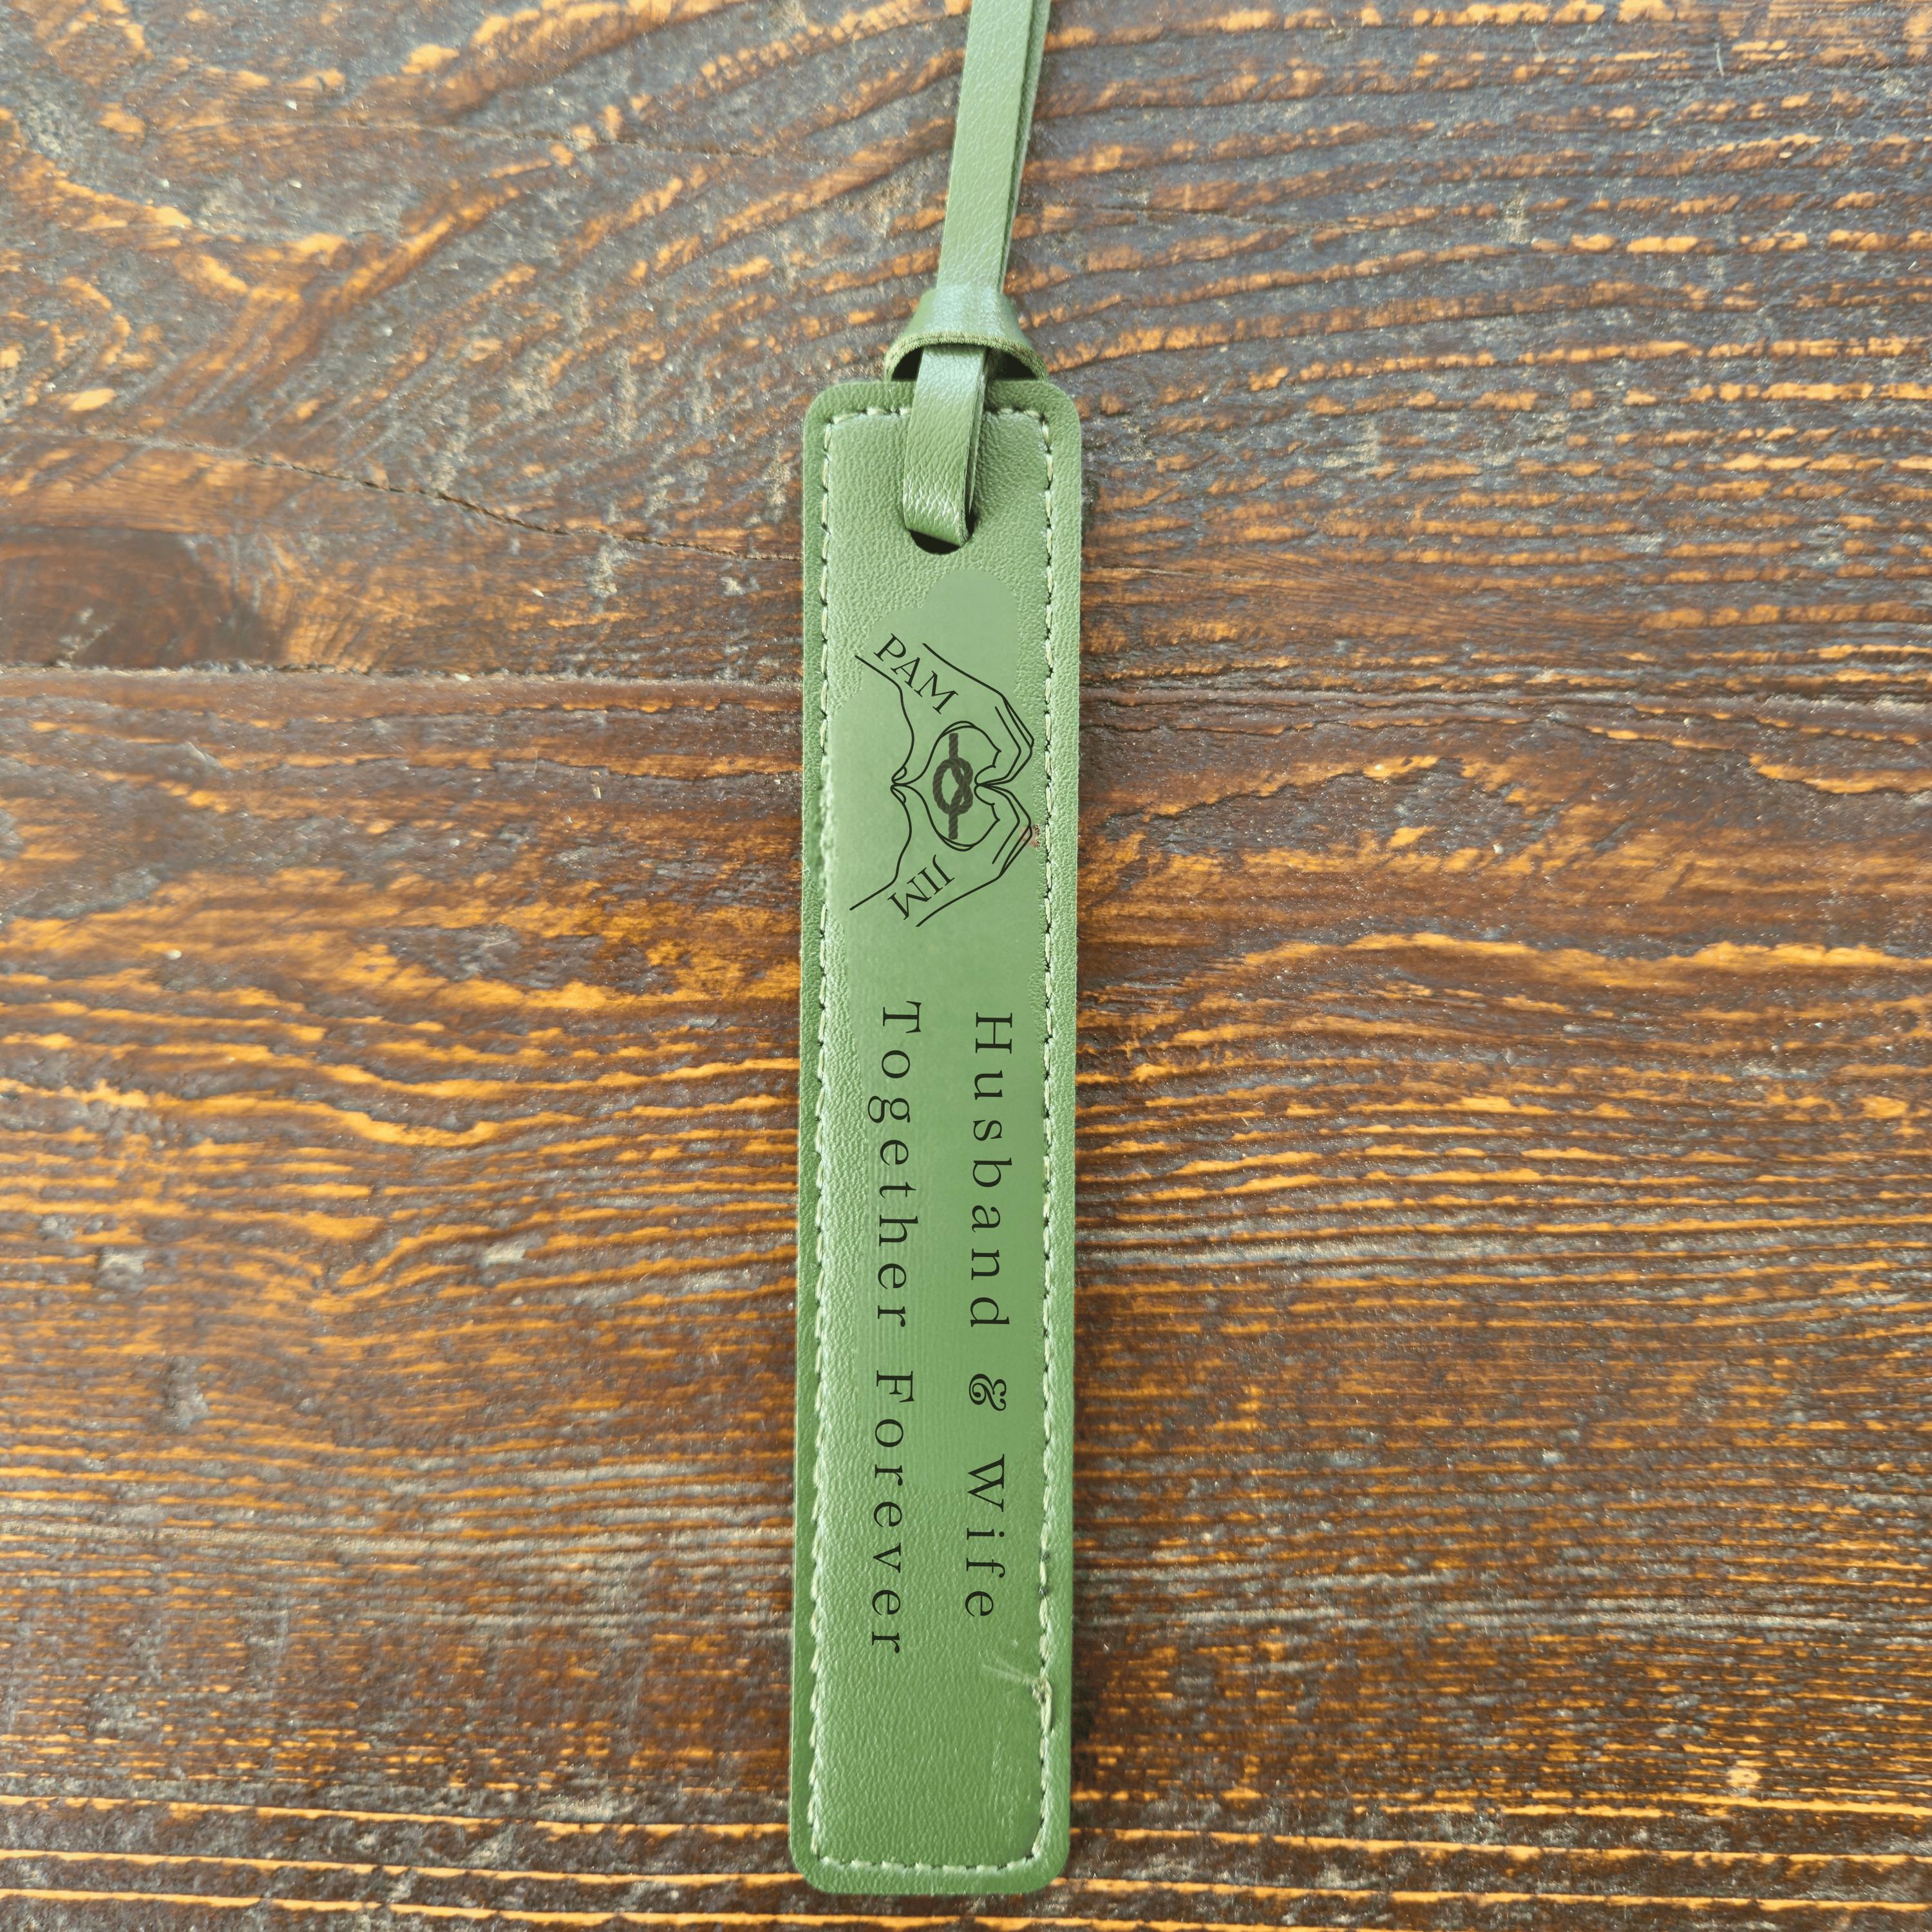 PAM
JIM
Husband & Wife
Together Forever